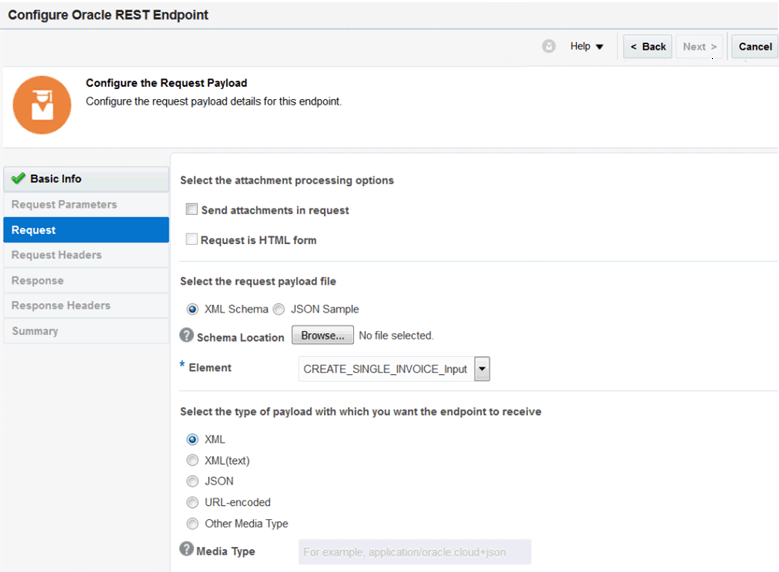 Configure Oracle REST Endpoint
Help
< Back
Next >
Cancel
Configure the Request Payload
Configure the request payload details for this endpoint.
Basic Info
Request Parameters
Request
Request Headers
Response
Response Headers
Summary
Select the attachment processing options
Send attachments in request
Request is HTML form
Select the request payload file
XML Schema JSON Sample
? Schema Location Browse... No file selected.
* Element CREATE_SINGLE_INVOICE_Input
Select the type of payload with which you want the endpoint to receive
XML
XML(text)
JSON
URL-encoded
Other Media Type
? Media Type For example, application/oracle.cloud+json